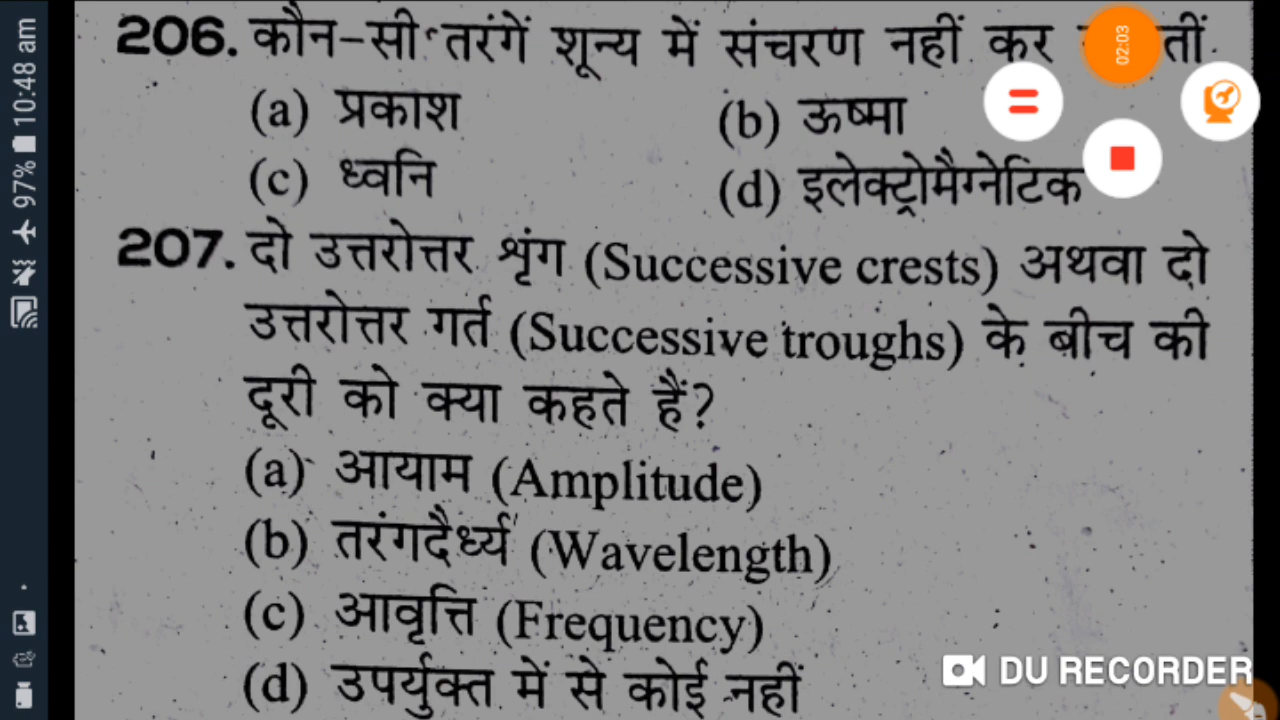 206. कौन-सी तरंगें शून्य में संचरण नहीं कर तीं
(a) प्रकाश (b) ऊष्मा
(c) ध्वनि (d) इलेक्ट्रोमैग्नेटिक
207. दो उत्तरोत्तर शृंग (Successive crests) अथवा दो
उत्तरोत्तर गर्त (Successive troughs) के बीच की
दूरी को क्या कहते हैं?
(a) आयाम (Amplitude)
(b) तरंगदैर्ध्य (Wavelength)
(c) आवृत्ति (Frequency)
(d) उपर्युक्त में से कोई नहीं
02:03
97% 10:48 am
DU RECORDER